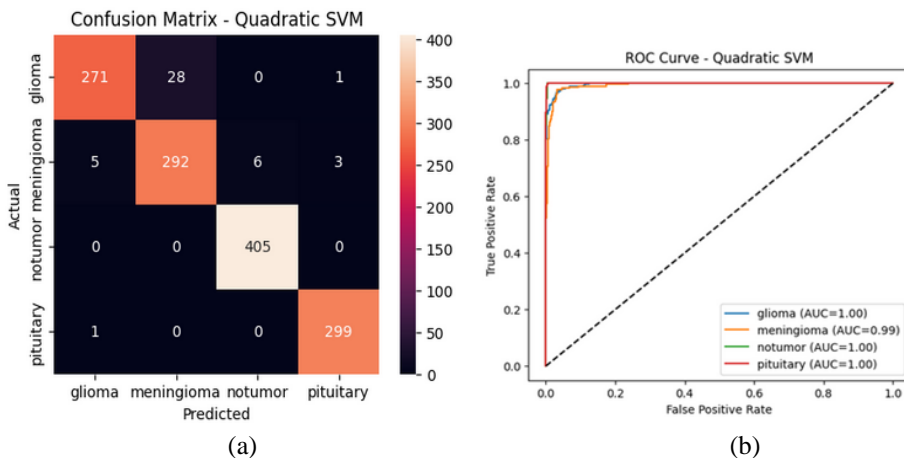 Confusion Matrix - Quadratic SVM
glioma 271 28 0 1
meningioma 5 292 6 3
notumor 0 0 405 0
pituitary 1 0 0 299
Actual
glioma meningioma notumor pituitary
Predicted
400
350
300
250
200
150
100
50
0
(a)
ROC Curve - Quadratic SVM
1.0
0.8
0.6
0.4
0.2
0.0
True Positive Rate
glioma (AUC=1.00)
meningioma (AUC=0.99)
notumor (AUC=1.00)
pituitary (AUC=1.00)
0.0 0.2 0.4 0.6 0.8 1.0
False Positive Rate
(b)